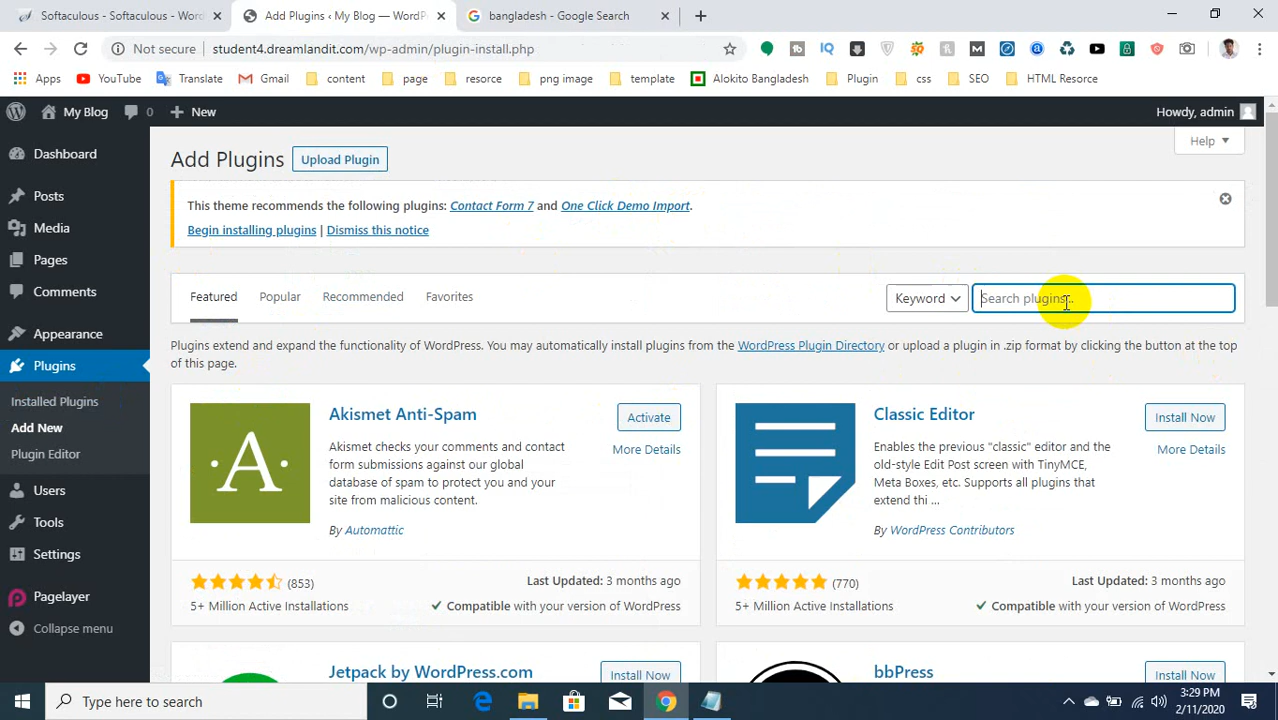 Softaculous - Softaculous - WordP
Add Plugins ‹ My Blog — WordPr
bangladesh - Google Search
Not secure
student4.dreamlandit.com/wp-admin/plugin-install.php
Apps
YouTube
Translate
Gmail
content
page
resorce
png image
template
Alokito Bangladesh
Plugin
css
SEO
HTML Resorce
My Blog
0
New
Howdy, admin
Dashboard
Posts
Media
Pages
Comments
Appearance
Plugins
Installed Plugins
Add New
Plugin Editor
Users
Tools
Settings
Pagelayer
Collapse menu
Help
Add Plugins
Upload Plugin
This theme recommends the following plugins: Contact Form 7 and One Click Demo Import.
Begin installing plugins | Dismiss this notice
Featured
Popular
Recommended
Favorites
Keyword
Search plugins...
Plugins extend and expand the functionality of WordPress. You may automatically install plugins from the WordPress Plugin Directory or upload a plugin in .zip format by clicking the button at the top
of this page.
A
Akismet Anti-Spam
Activate
More Details
Akismet checks your comments and contact
form submissions against our global
database of spam to protect you and your
site from malicious content.
By Automattic
(853)
Last Updated: 3 months ago
5+ Million Active Installations
Compatible with your version of WordPress
Classic Editor
Install Now
More Details
Enables the previous "classic" editor and the
old-style Edit Post screen with TinyMCE,
Meta Boxes, etc. Supports all plugins that
extend thi ...
By WordPress Contributors
(770)
Last Updated: 3 months ago
5+ Million Active Installations
Compatible with your version of WordPress
Jetpack by WordPress.com
Install Now
bbPress
Install Now
Type here to search
3:29 PM
2/11/2020